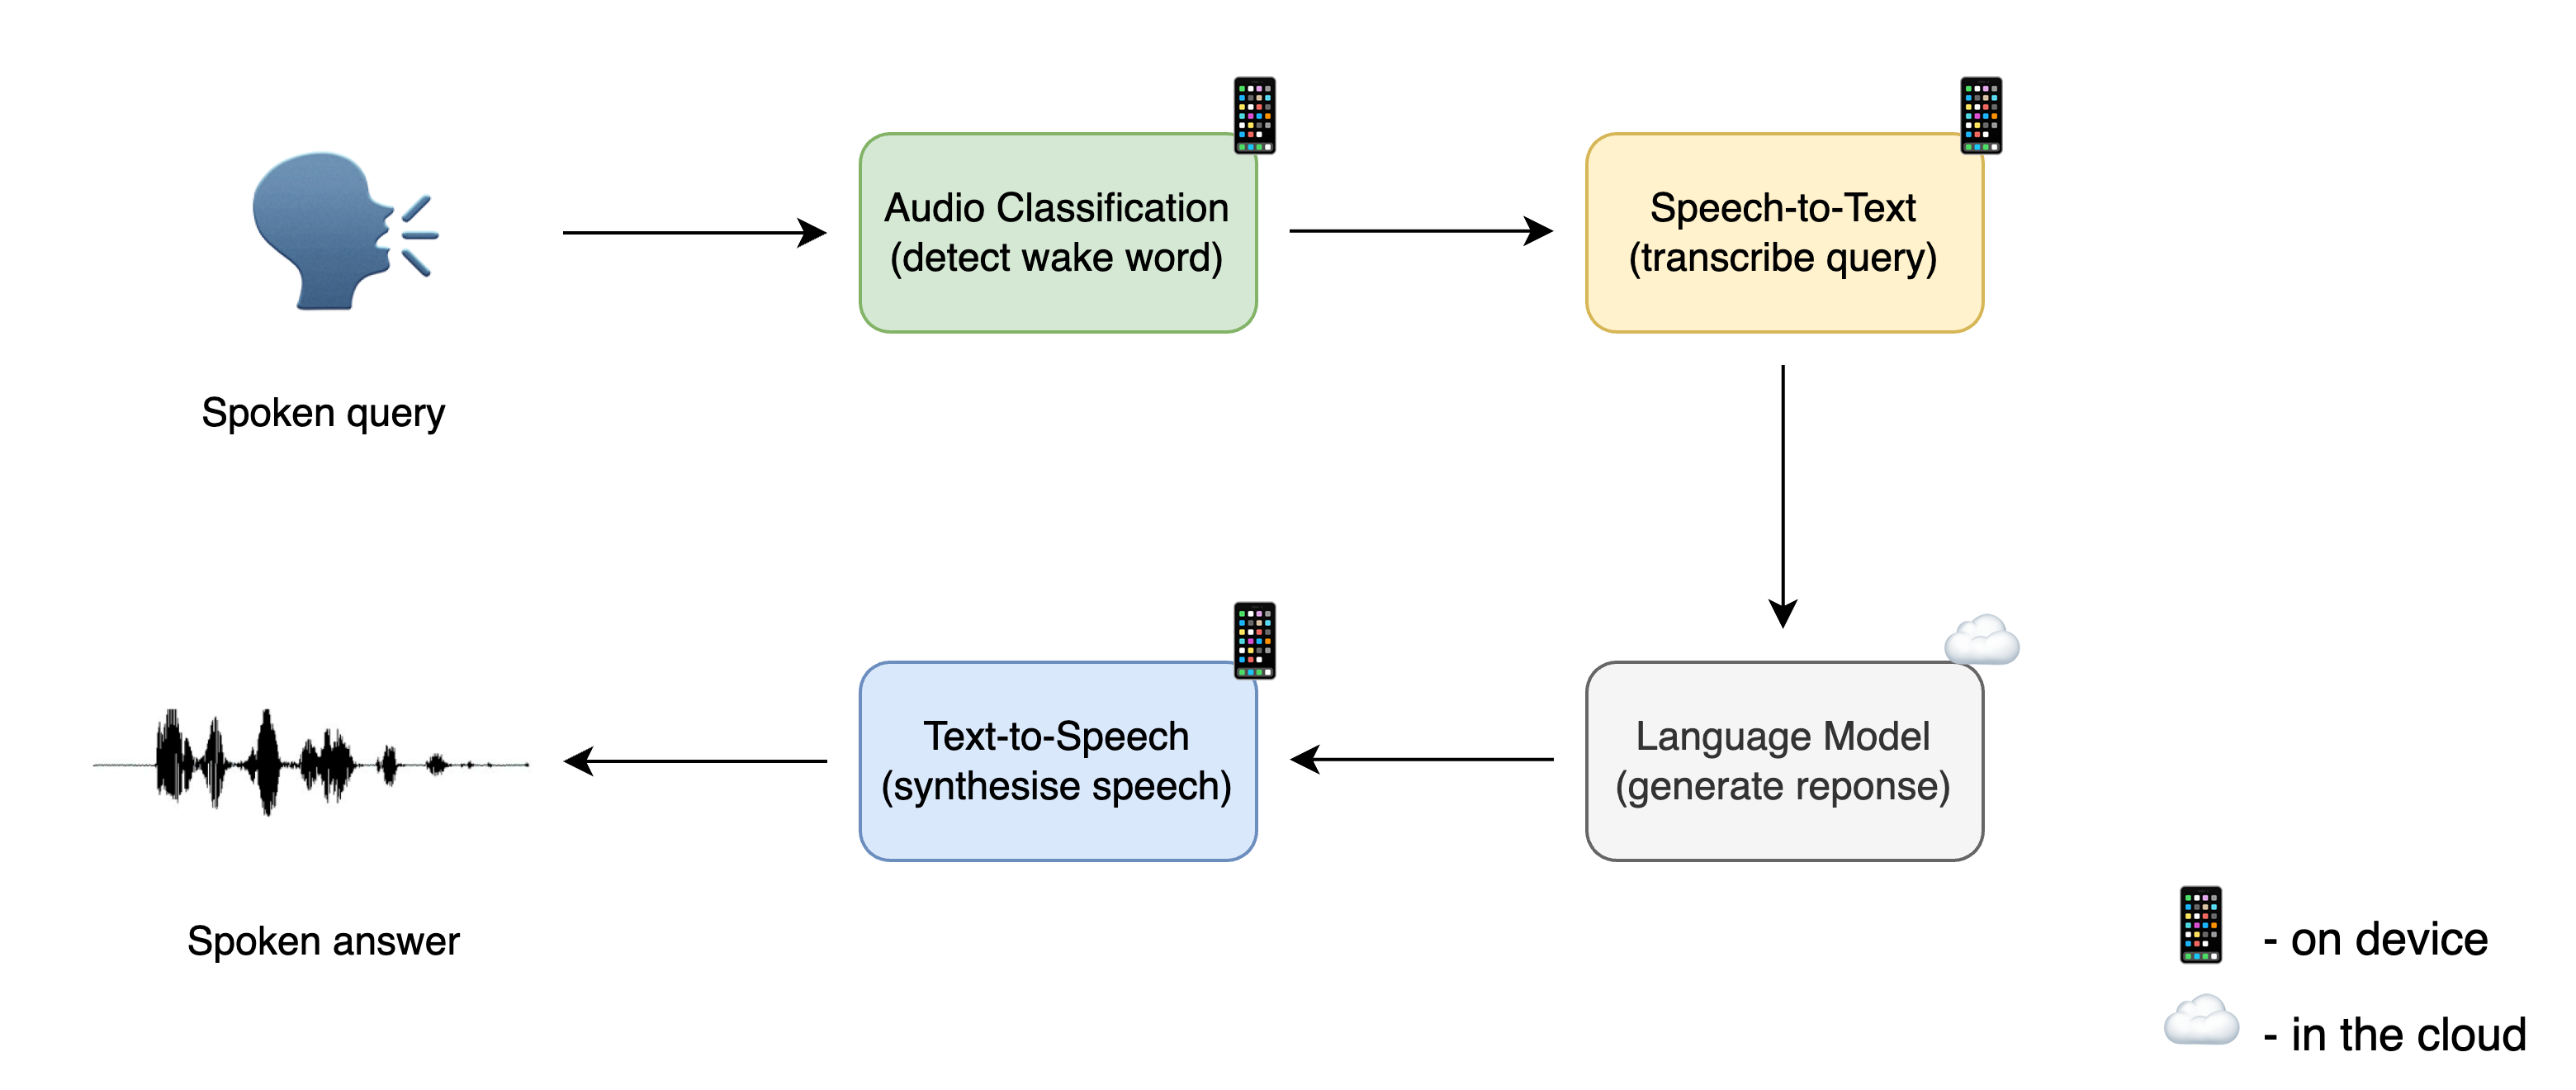 Audio Classification
(detect wake word)
Speech-to-Text
(transcribe query)
Spoken query
Text-to-Speech
(synthesise speech)
Language Model
(generate reponse)
Spoken answer
- on device
- in the cloud